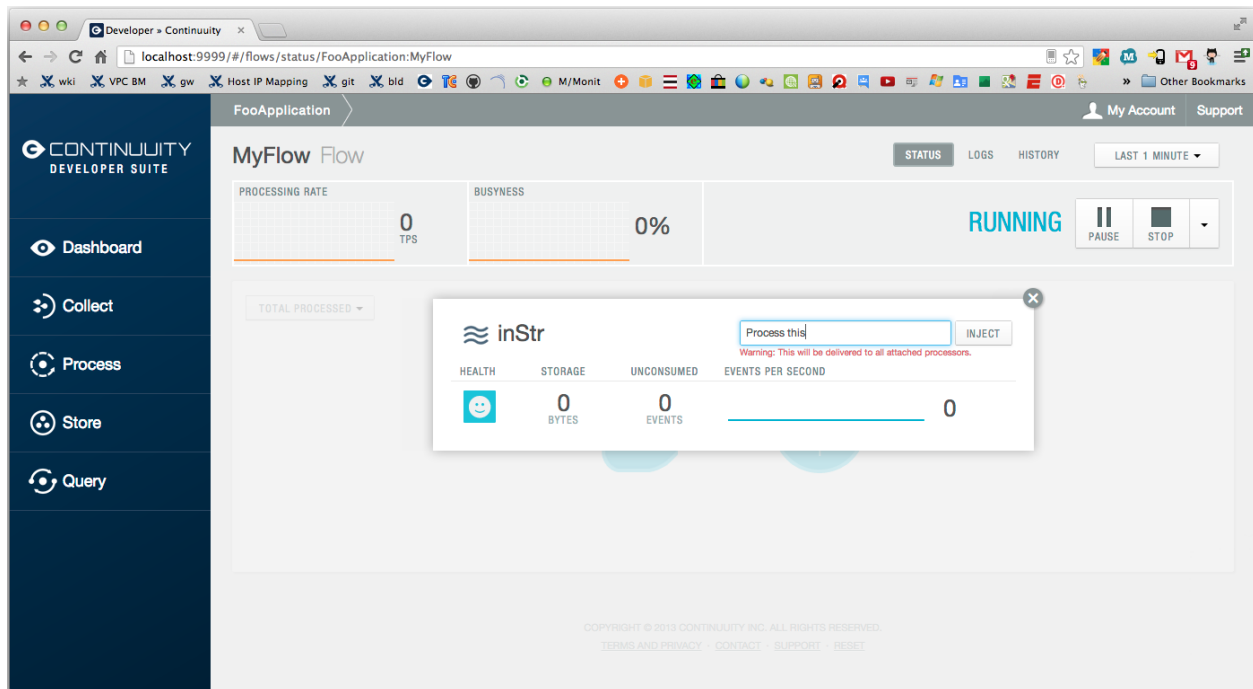 Developer » Continuuity
localhost:9999/#/flows/status/FooApplication:MyFlow
wki VPC BM gw Host IP Mapping git bld M/Monit » Other Bookmarks
FooApplication My Account Support
CONTINUUITY
DEVELOPER SUITE
Dashboard
Collect
Process
Store
Query
MyFlow Flow STATUS LOGS HISTORY LAST 1 MINUTE
PROCESSING RATE BUSYNESS
0 TPS 0% RUNNING PAUSE STOP
TOTAL PROCESSED
inStr Process this INJECT
Warning: This will be delivered to all attached processors.
HEALTH STORAGE UNCONSUMED EVENTS PER SECOND
0 0 0
BYTES EVENTS
COPYRIGHT © 2013 CONTINUUITY INC. ALL RIGHTS RESERVED.
TERMS AND PRIVACY - CONTACT - SUPPORT - RESET